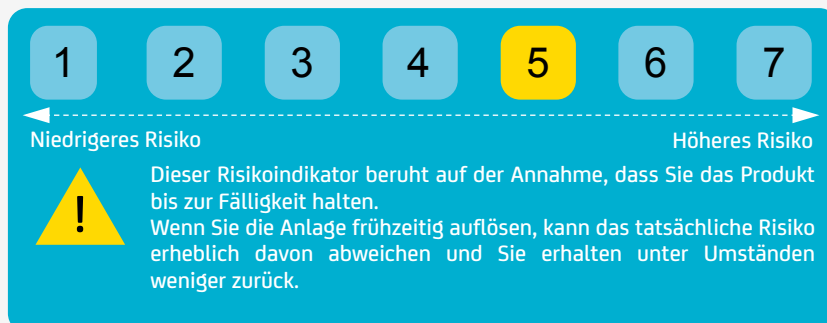 1 2 3 4 5 6 7
Niedrigeres Risiko Höheres Risiko
Dieser Risikoindikator beruht auf der Annahme, dass Sie das Produkt
bis zur Fälligkeit halten.
Wenn Sie die Anlage frühzeitig auflösen, kann das tatsächliche Risiko
erheblich davon abweichen und Sie erhalten unter Umständen
weniger zurück.
!